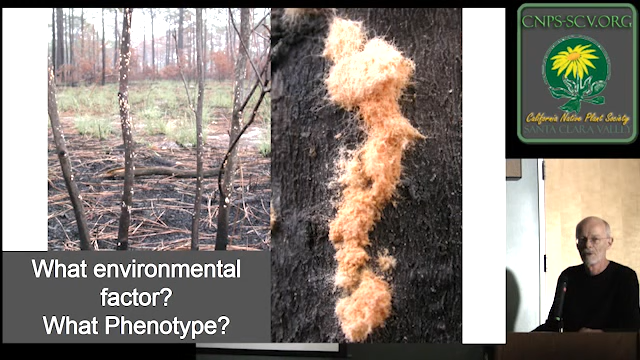 What environmental
factor?
What Phenotype?
CNPS-SCV.ORG
California Native Plant Society
SANTA CLARA VALLEY